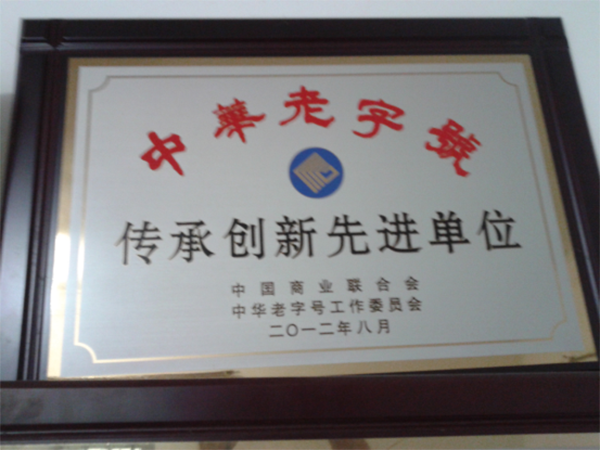 中華老字號
传承创新先进单位
中国商业联合会
中华老字号工作委员会
二〇一二年八月